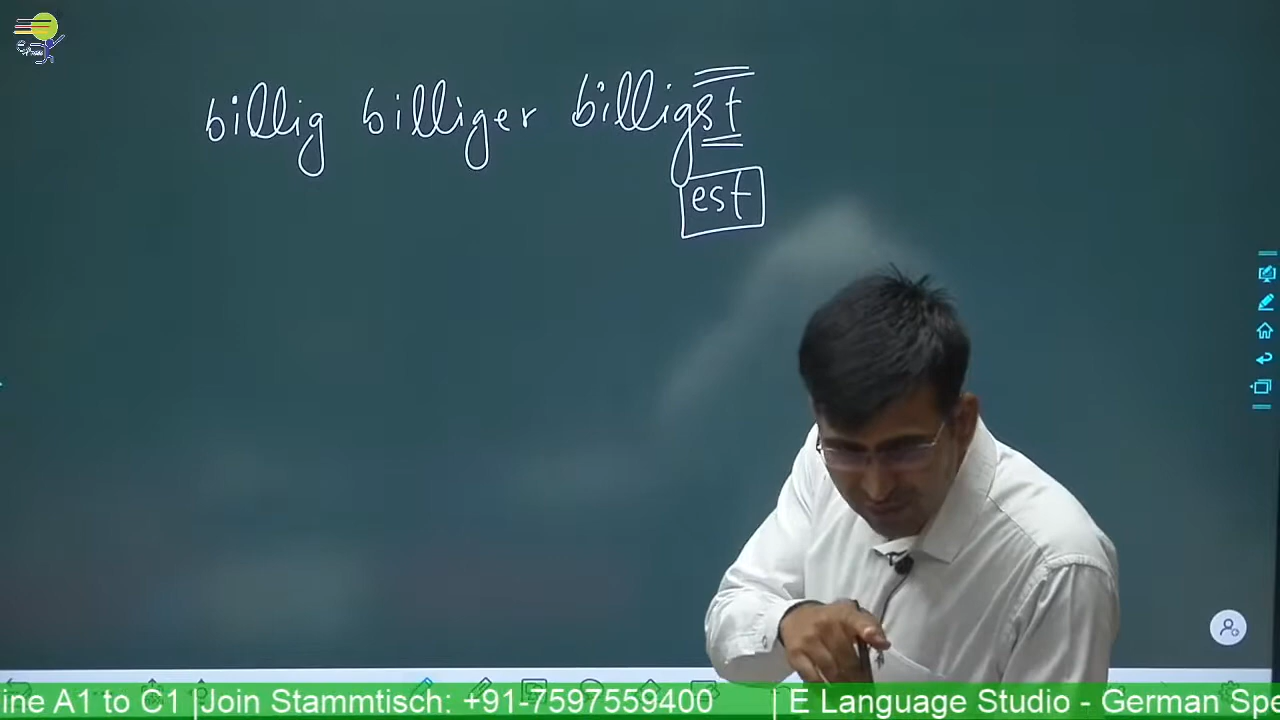 billig billiger billigst
est
ine A1 to C1 |Join Stammtisch: +91-7597559400 | E Language Studio - German Spe